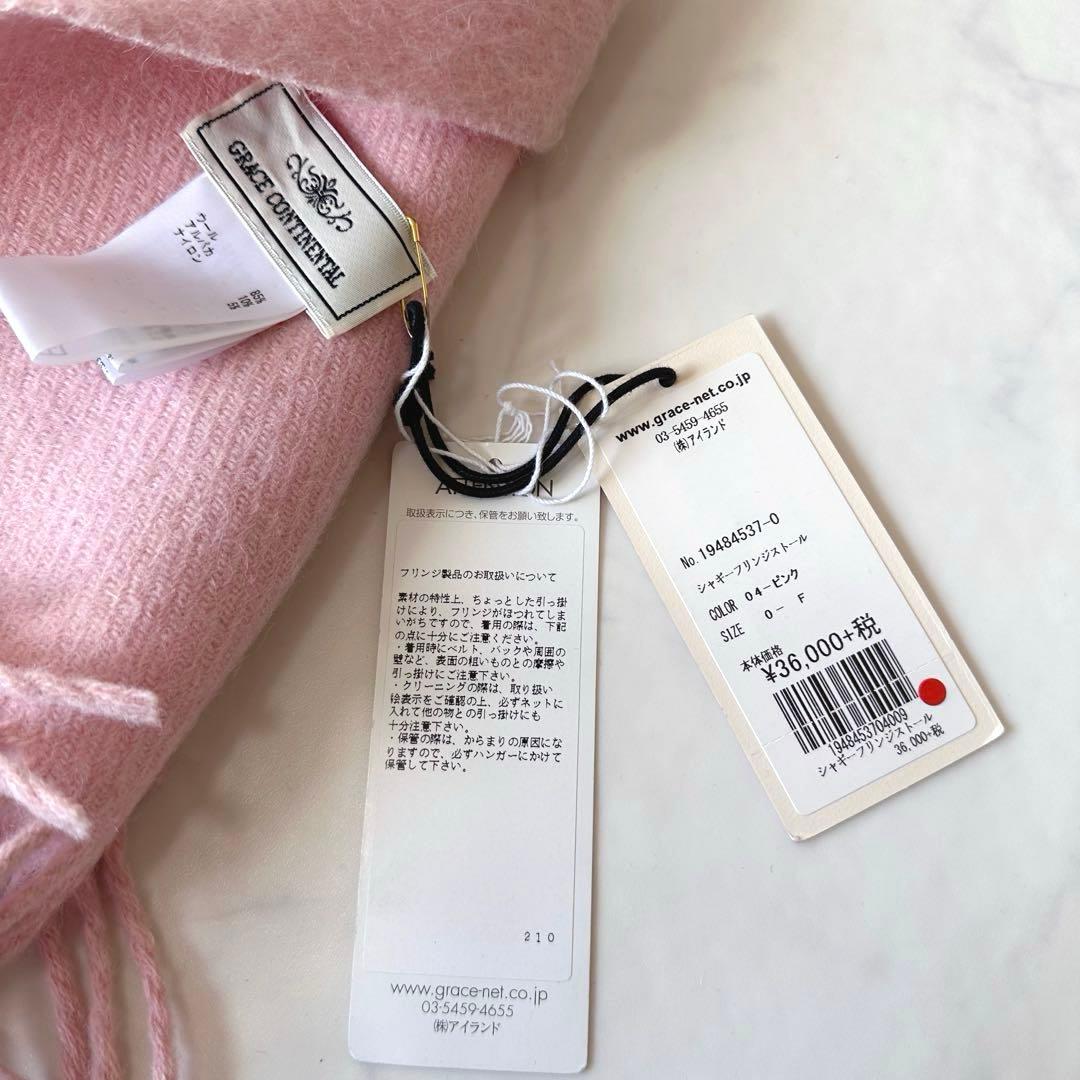 GRACE CONTINENTAL
ウール 85%
アルパカ 10%
ナイロン 5%
ATTENTION
取扱表示につき、保管をお願い致します。
フリンジ製品のお取扱いについて
素材の特性上、ちょっとした引っ掛
けにより、フリンジがほつれてしま
いがちですので、着用の際は、下記
の点に十分にご注意ください。
・着用時にベルト、バックや周囲の
壁など、表面の粗いものとの摩擦や
引っ掛けにご注意下さい。
・クリーニングの際は、取り扱い
絵表示をご確認の上、必ずネットに
入れて他の物との引っ掛けにも
十分注意下さい。
・保管の際は、からまりの原因にな
りますので、必ずハンガーにかけて
保管して下さい。
210
www.grace-net.co.jp
03-5459-4655
(株)アイランド
www.grace-net.co.jp
03-5459-4655
(株)アイランド
No.19484537-0
シャギーフリンジストール
COLOR 04-ピンク
SIZE 0- F
本体価格
¥36,000+税
1948453704009
シャギーフリンジストール
36,000+税